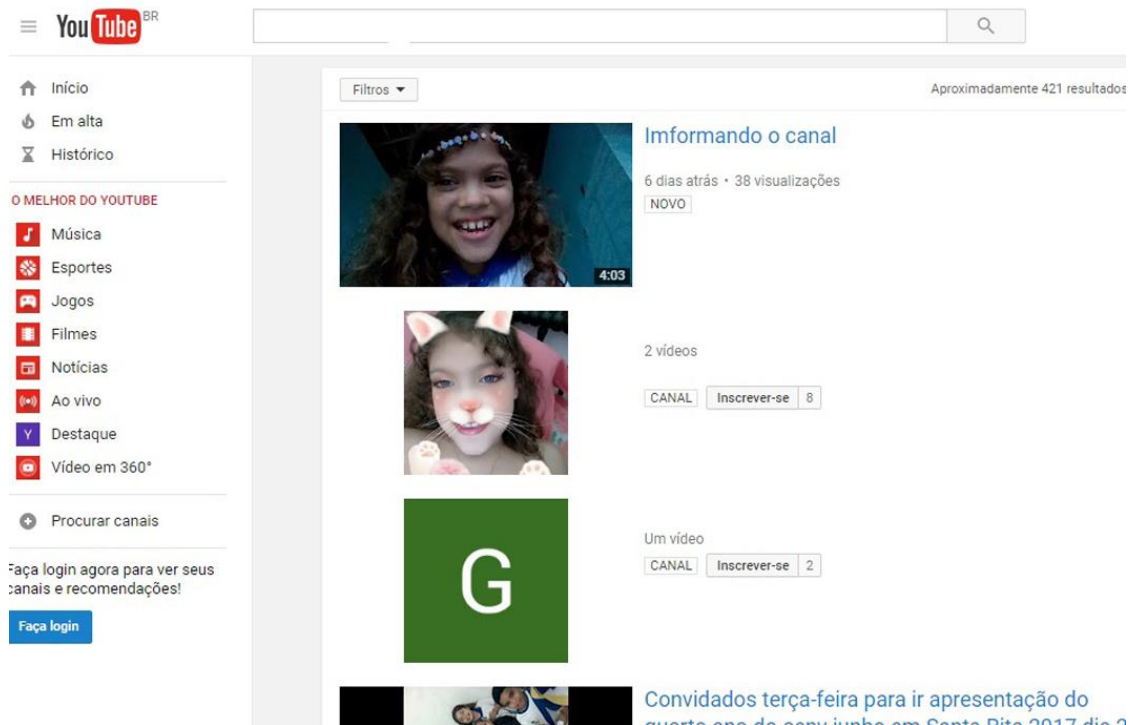 YouTube BR
Início
Em alta
Histórico
O MELHOR DO YOUTUBE
Música
Esportes
Jogos
Filmes
Notícias
Ao vivo
Y Destaque
Vídeo em 360°
Procurar canais
Faça login agora para ver seus
canais e recomendações!
Faça login
Filtros
Aproximadamente 421 resultados
Imformando o canal
6 dias atrás • 38 visualizações
NOVO
4:03
2 vídeos
CANAL Inscrever-se 8
G
Um vídeo
CANAL Inscrever-se 2
Convidados terça-feira para ir apresentação do